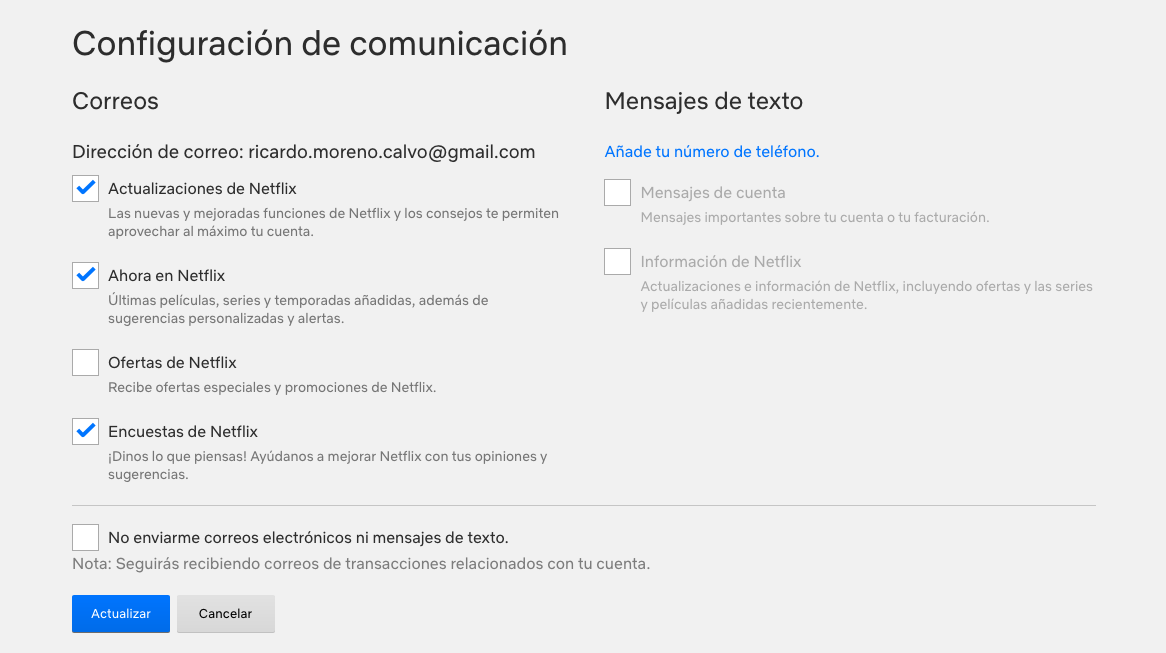 Configuración de comunicación
Correos
Dirección de correo: ricardo.moreno.calvo@gmail.com
Actualizaciones de Netflix
Las nuevas y mejoradas funciones de Netflix y los consejos te permiten
aprovechar al máximo tu cuenta.
Ahora en Netflix
Últimas películas, series y temporadas añadidas, además de
sugerencias personalizadas y alertas.
Ofertas de Netflix
Recibe ofertas especiales y promociones de Netflix.
Encuestas de Netflix
¡Dinos lo que piensas! Ayúdanos a mejorar Netflix con tus opiniones y
sugerencias.
Mensajes de texto
Añade tu número de teléfono.
Mensajes de cuenta
Mensajes importantes sobre tu cuenta o tu facturación.
Información de Netflix
Actualizaciones e información de Netflix, incluyendo ofertas y las series
y películas añadidas recientemente.
No enviarme correos electrónicos ni mensajes de texto.
Nota: Seguirás recibiendo correos de transacciones relacionados con tu cuenta.
Actualizar
Cancelar